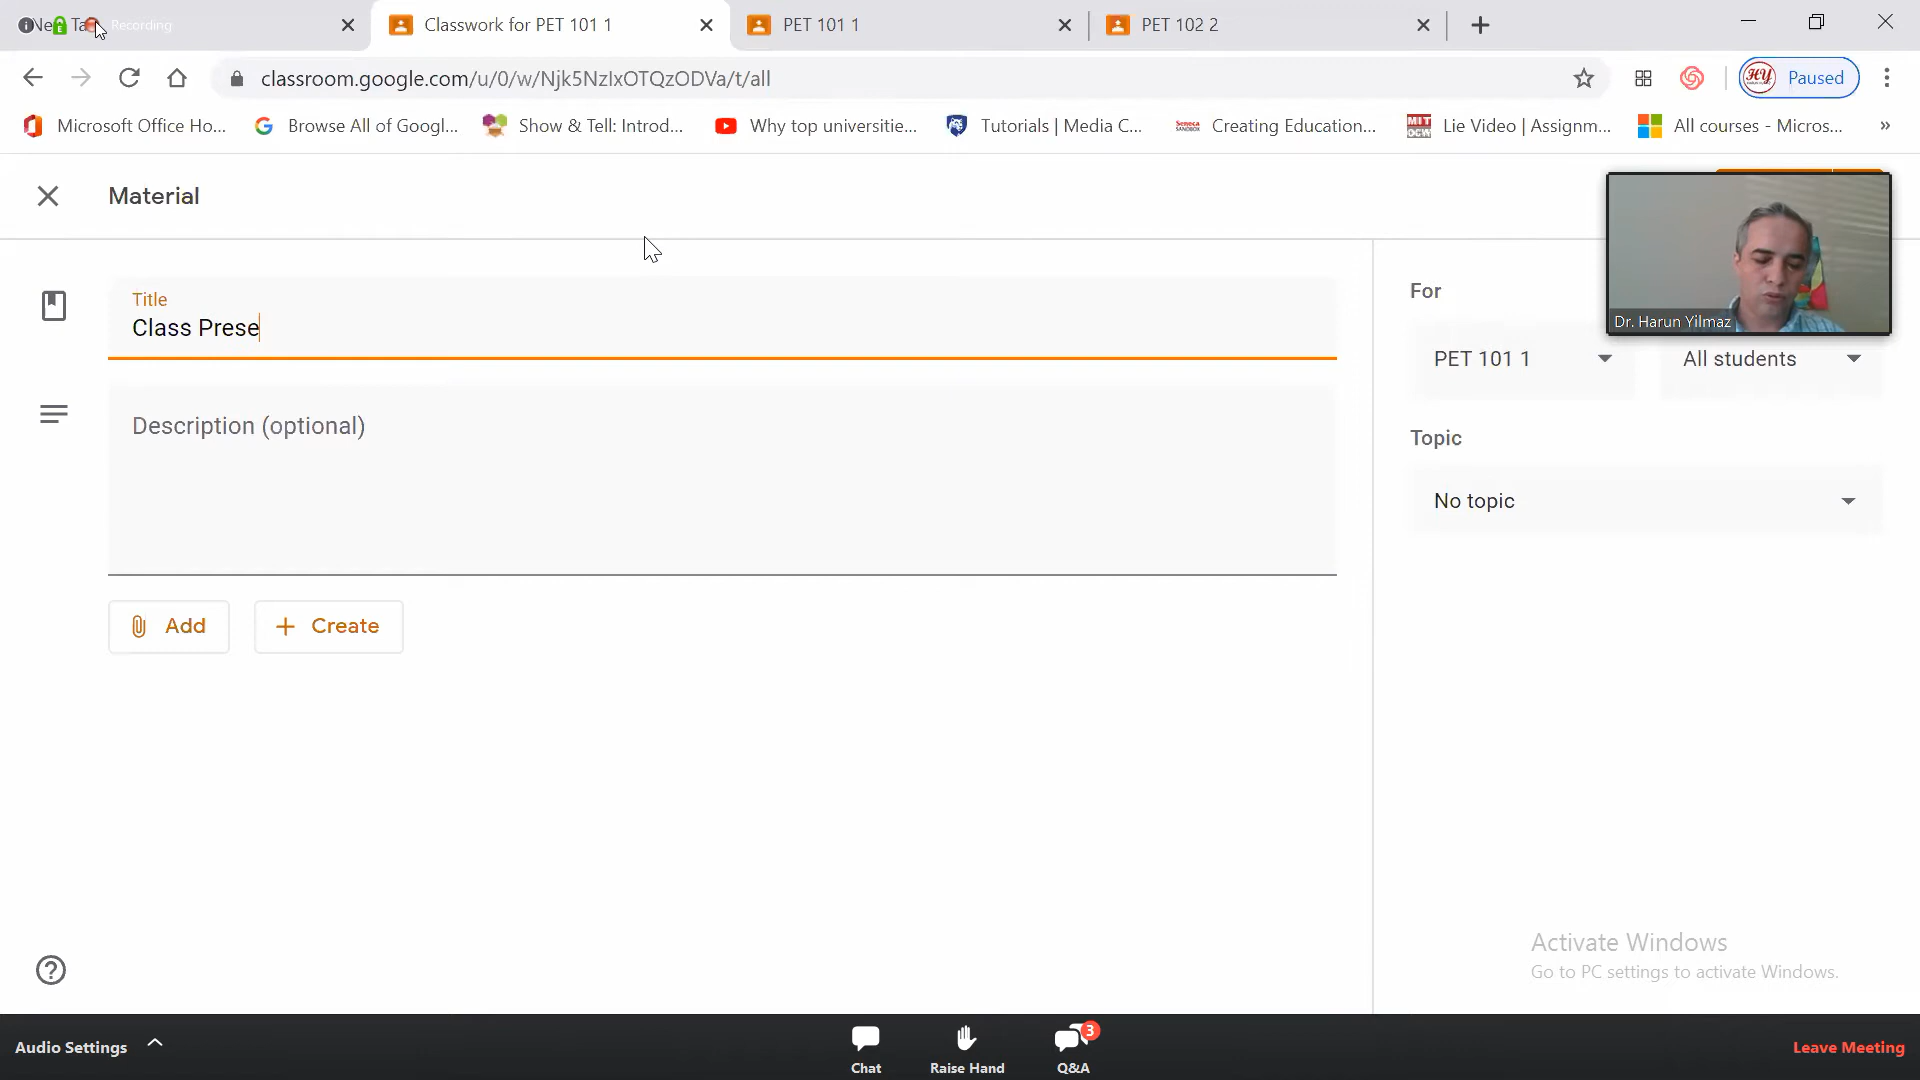 Recording
Classwork for PET 101 1
PET 101 1
PET 102 2
classroom.google.com/u/0/w/Njk5NzIxOTQzODVa/t/all
Paused
Microsoft Office Ho...
Browse All of Googl...
Show & Tell: Introd...
Why top universitie...
Tutorials | Media C...
Creating Education...
Lie Video | Assignm...
All courses - Micros...
Material
Title
Class Prese
Description (optional)
Add
Create
For
Dr. Harun Yilmaz
PET 101 1
All students
Topic
No topic
Activate Windows
Go to PC settings to activate Windows.
Audio Settings
Chat
Raise Hand
3
Q&A
Leave Meeting